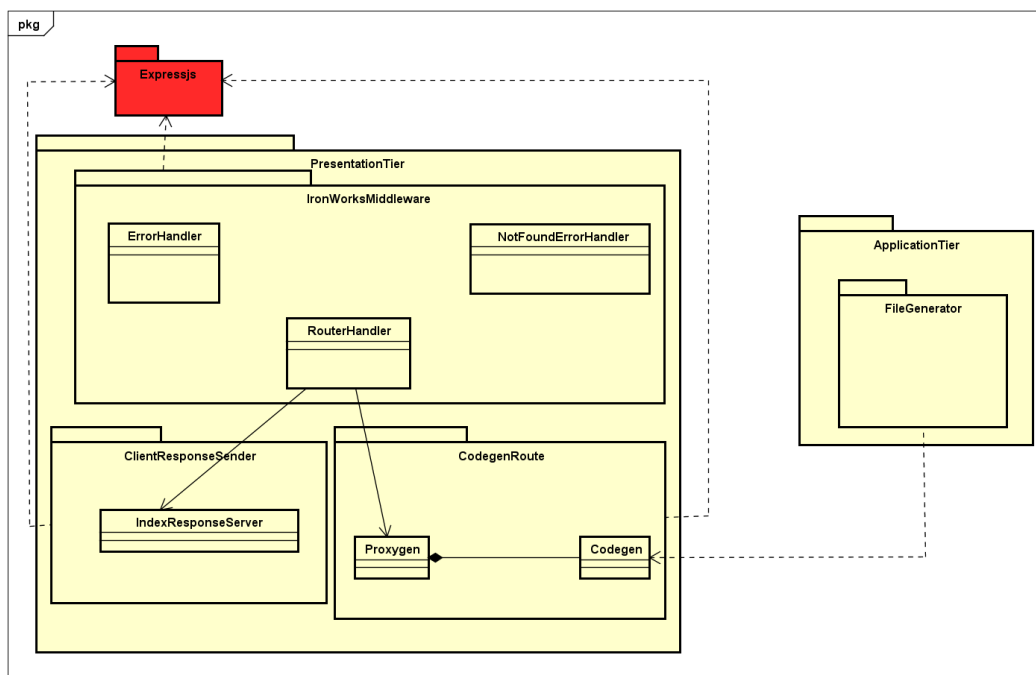 pkg
Expressjs
PresentationTier
IronWorksMiddleware
ErrorHandler
NotFoundErrorHandler
RouterHandler
ApplicationTier
FileGenerator
ClientResponseSender
CodegenRoute
IndexResponseServer
Proxygen
Codegen